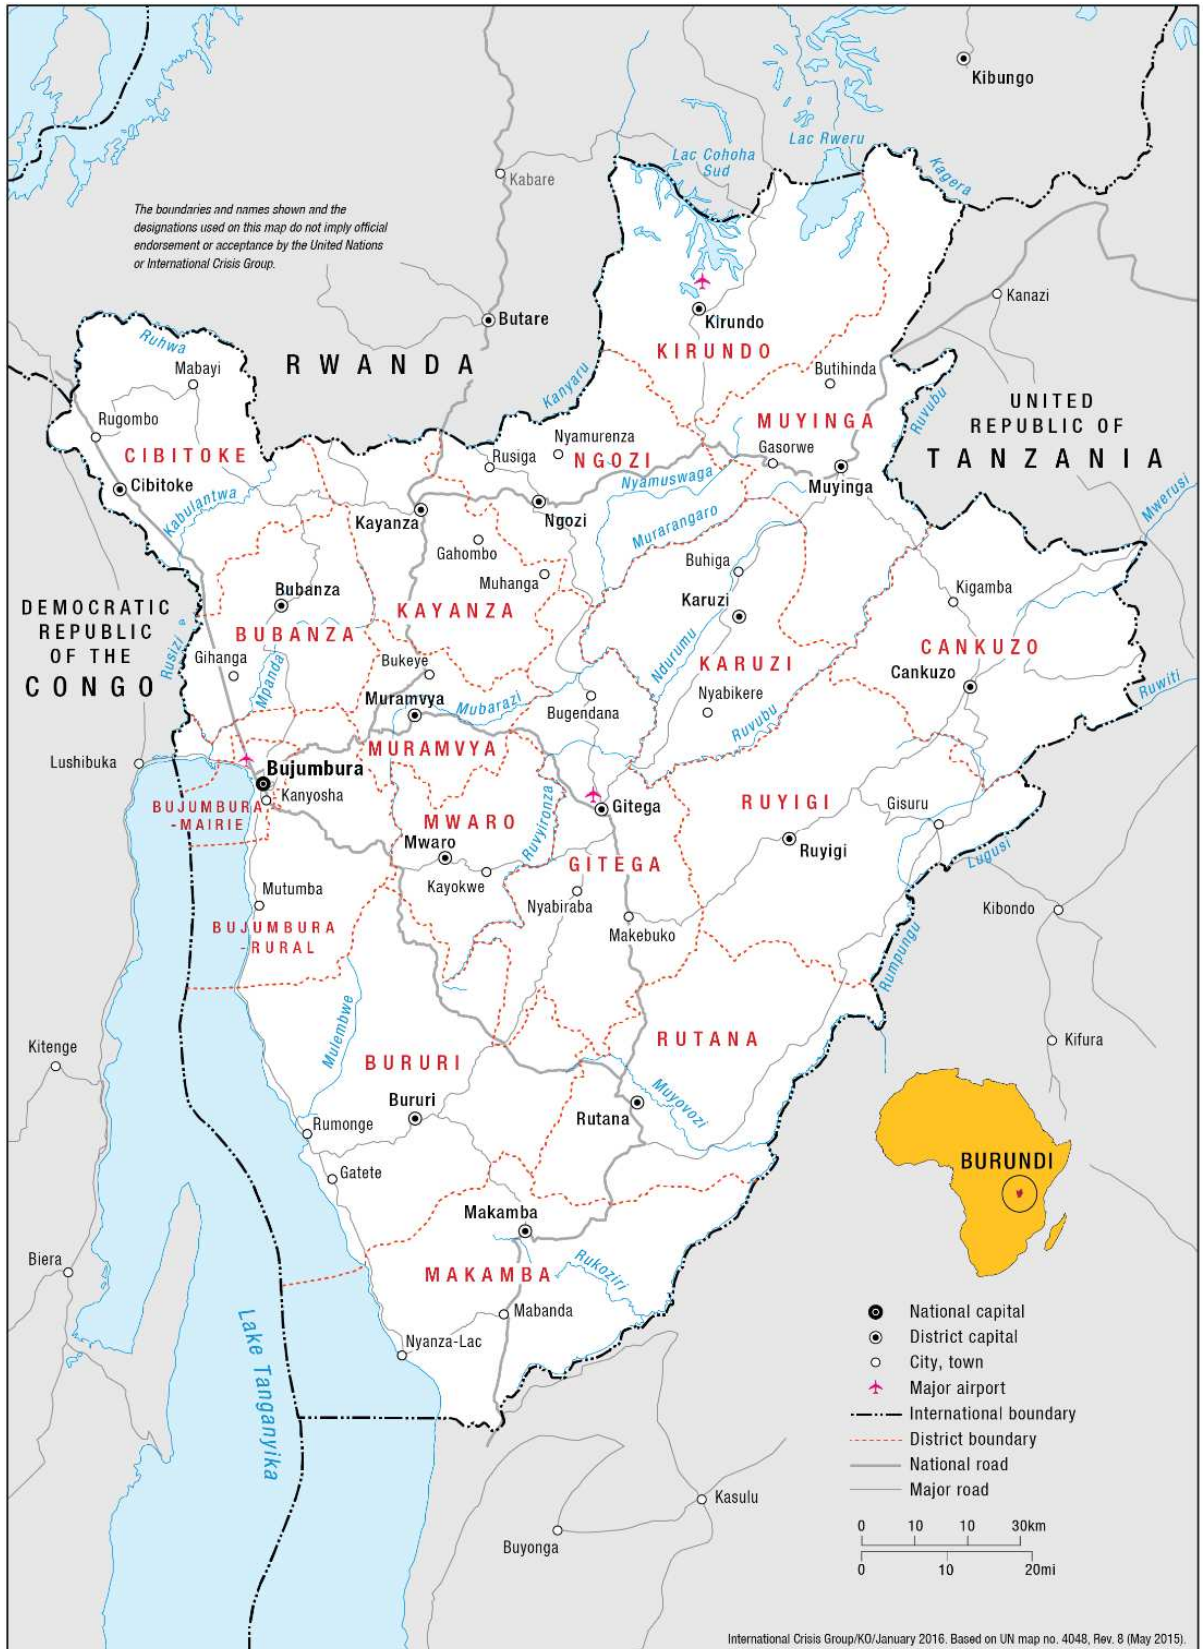 Kibungo
Lac Rweru
Lac Cohoha
Sud
Kagera
Kabare
The boundaries and names shown and the
designations used on this map do not imply official
endorsement or acceptance by the United Nations
or International Crisis Group.
Kanazi
Butare
Kirundo
Ruhwa
RWANDA
KIRUNDO
Mabayi
Butihinda
Kanyaru
Ruvubu
UNITED
REPUBLIC OF
TANZANIA
Rugombo
MUYINGA
Nyamurenza
Gasorwe
CIBITOKE
Rusiga
NGOZI
Nyamuswaga
Muyinga
Cibitoke
Mwerusi
Kabulantwa
Kayanza
Ngozi
Murarangaro
Gahombo
Buhiga
Muhanga
Kigamba
Bubanza
Karuzi
DEMOCRATIC
REPUBLIC
OF THE
CONGO
KAYANZA
BUBANZA
CANKUZO
Rusizi
Gihanga
Mpanda
Bukeye
Ndurumu
KARUZI
Cankuzo
Ruwiti
Muramvya
Mubarazi
Nyabikere
Bugendana
Ruvubu
MURAMVYA
Lushibuka
Bujumbura
Kanyosha
BUJUMBURA
-MAIRIE
Gitega
RUYIGI
Gisuru
MWARO
Ruvyironza
Mwaro
Ruyigi
GITEGA
Lugusi
Kayokwe
Mutumba
Nyabiraba
Kibondo
BUJUMBURA
-RURAL
Makebuko
Rumpungu
Mulembwe
Kitenge
RUTANA
Kifura
BURURI
Muyovozi
Bururi
Rutana
Rumonge
BURUNDI
Gatete
Makamba
Biera
Rukoziri
MAKAMBA
Mabanda
Nyanza-Lac
Lake Tanganyika
National capital
District capital
City, town
Major airport
International boundary
District boundary
National road
Major road
Kasulu
Buyonga
0 10 10 30km
0 10 20mi
International Crisis Group/KO/January 2016. Based on UN map no. 4048, Rev. 8 (May 2015).